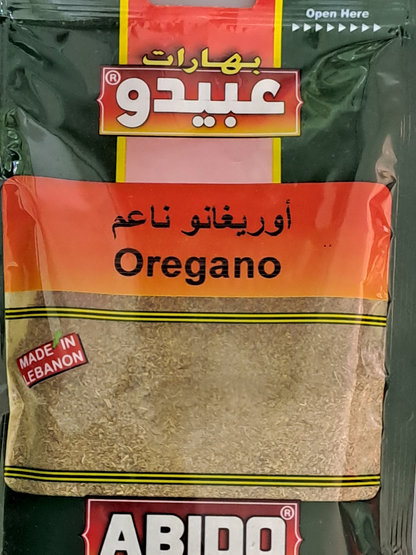 Open Here
بهارات
عبيدو®
أوريغانو ناعم
Oregano
MADE IN
LEBANON
ABIDO®